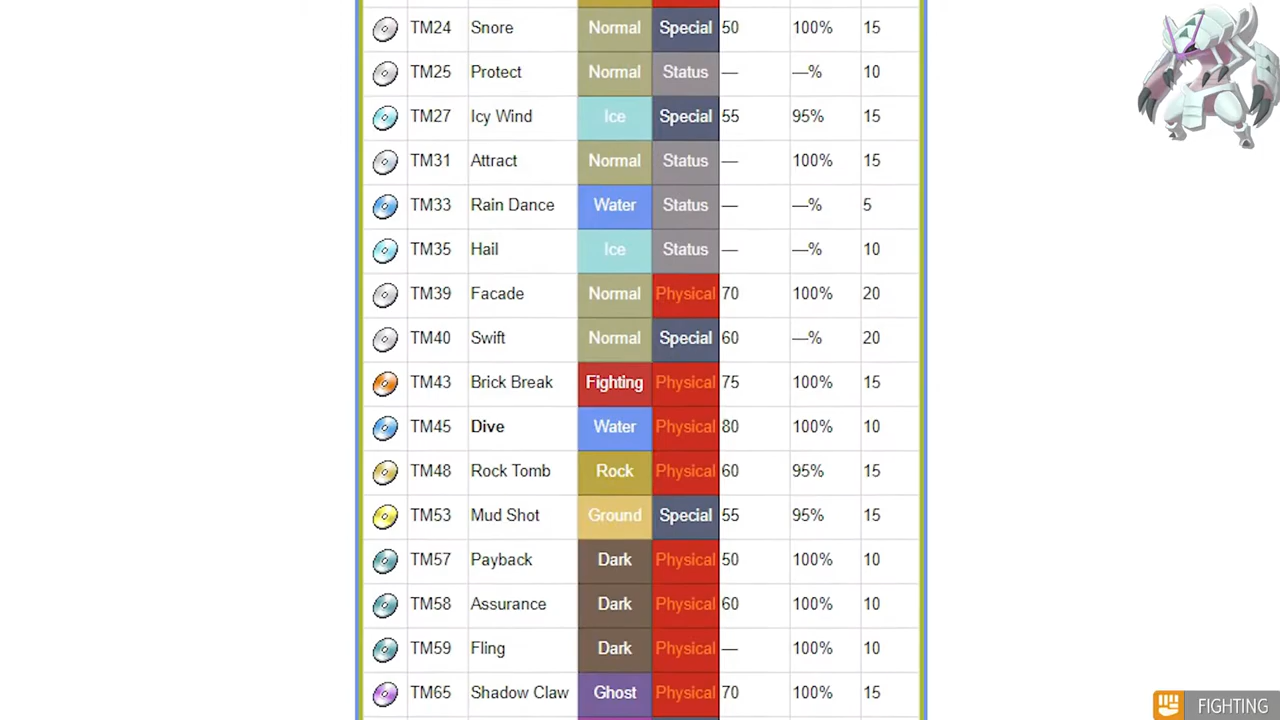 TM24 Snore Normal Special 50 100% 15
TM25 Protect Normal Status — —% 10
TM27 Icy Wind Ice Special 55 95% 15
TM31 Attract Normal Status — 100% 15
TM33 Rain Dance Water Status — —% 5
TM35 Hail Ice Status — —% 10
TM39 Facade Normal Physical 70 100% 20
TM40 Swift Normal Special 60 —% 20
TM43 Brick Break Fighting Physical 75 100% 15
TM45 Dive Water Physical 80 100% 10
TM48 Rock Tomb Rock Physical 60 95% 15
TM53 Mud Shot Ground Special 55 95% 15
TM57 Payback Dark Physical 50 100% 10
TM58 Assurance Dark Physical 60 100% 10
TM59 Fling Dark Physical — 100% 10
TM65 Shadow Claw Ghost Physical 70 100% 15
FIGHTING